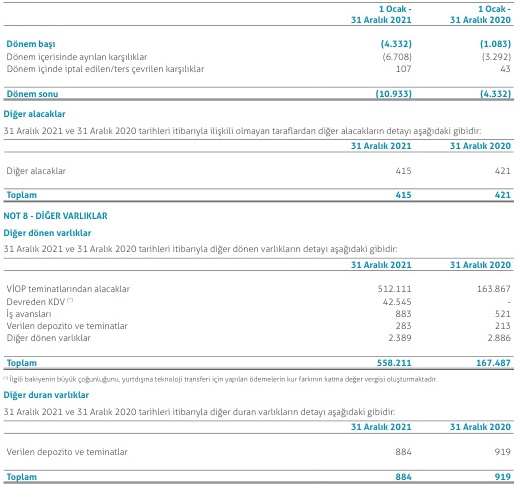 1 Ocak - 1 Ocak -
31 Aralık 2021 31 Aralık 2020
Dönem başı (4.332) (1.083)
Dönem içerisinde ayrılan karşılıklar (6.708) (3.292)
Dönem içinde iptal edilen/ters çevrilen karşılıklar 107 43
Dönem sonu (10.933) (4.332)
Diğer alacaklar
31 Aralık 2021 ve 31 Aralık 2020 tarihleri itibarıyla ilişkili olmayan taraflardan diğer alacakların detayı aşağıdaki gibidir:
31 Aralık 2021 31 Aralık 2020
Diğer alacaklar 415 421
Toplam 415 421
NOT 8 - DİĞER VARLIKLAR
Diğer dönen varlıklar
31 Aralık 2021 ve 31 Aralık 2020 tarihleri itibarıyla diğer dönen varlıkların detayı aşağıdaki gibidir:
31 Aralık 2021 31 Aralık 2020
VİOP teminatlarından alacaklar 512.111 163.867
Devreden KDV (*) 42.545 -
İş avansları 883 521
Verilen depozito ve teminatlar 283 213
Diğer dönen varlıklar 2.389 2.886
Toplam 558.211 167.487
(*) İlgili bakiyenin büyük çoğunluğunu, yurtdışına teknoloji transferi için yapılan ödemelerin kur farkının katma değer vergisi oluşturmaktadır.
Diğer duran varlıklar
31 Aralık 2021 ve 31 Aralık 2020 tarihleri itibarıyla diğer duran varlıkların detayı aşağıdaki gibidir:
31 Aralık 2021 31 Aralık 2020
Verilen depozito ve teminatlar 884 919
Toplam 884 919